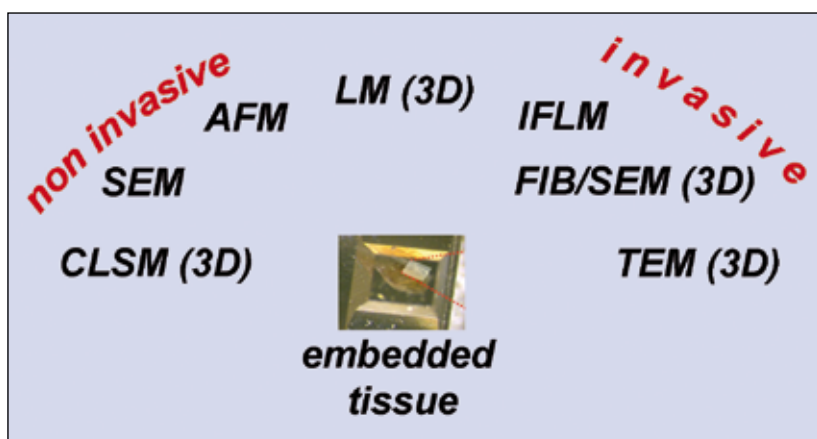 non invasive
invasive
LM (3D)
AFM
IFLM
SEM
FIB/SEM (3D)
CLSM (3D)
TEM (3D)
embedded
tissue